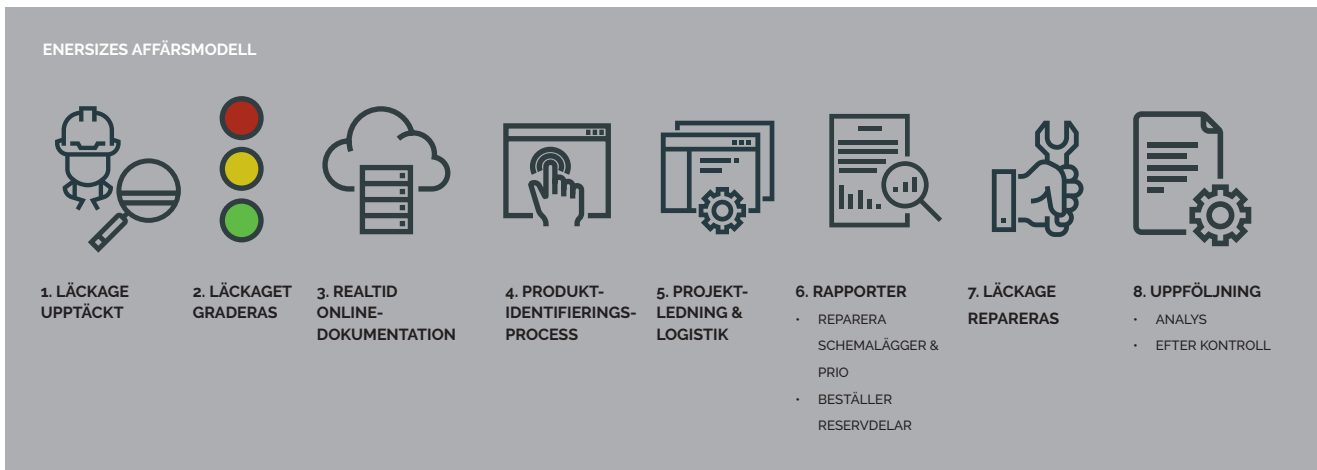 ENERSIZES AFFÄRSMODELL
1. LÄCKAGE
UPPTÄCKT
2. LÄCKAGET
GRADERAS
3. REALTID
ONLINE-
DOKUMENTATION
4. PRODUKT-
IDENTIFIERINGS-
PROCESS
5. PROJEKT-
LEDNING &
LOGISTIK
6. RAPPORTER
• REPARERA
SCHEMALÄGGER &
PRIO
• BESTÄLLER
RESERVDELAR
7. LÄCKAGE
REPARERAS
8. UPPFÖLJNING
• ANALYS
• EFTER KONTROLL